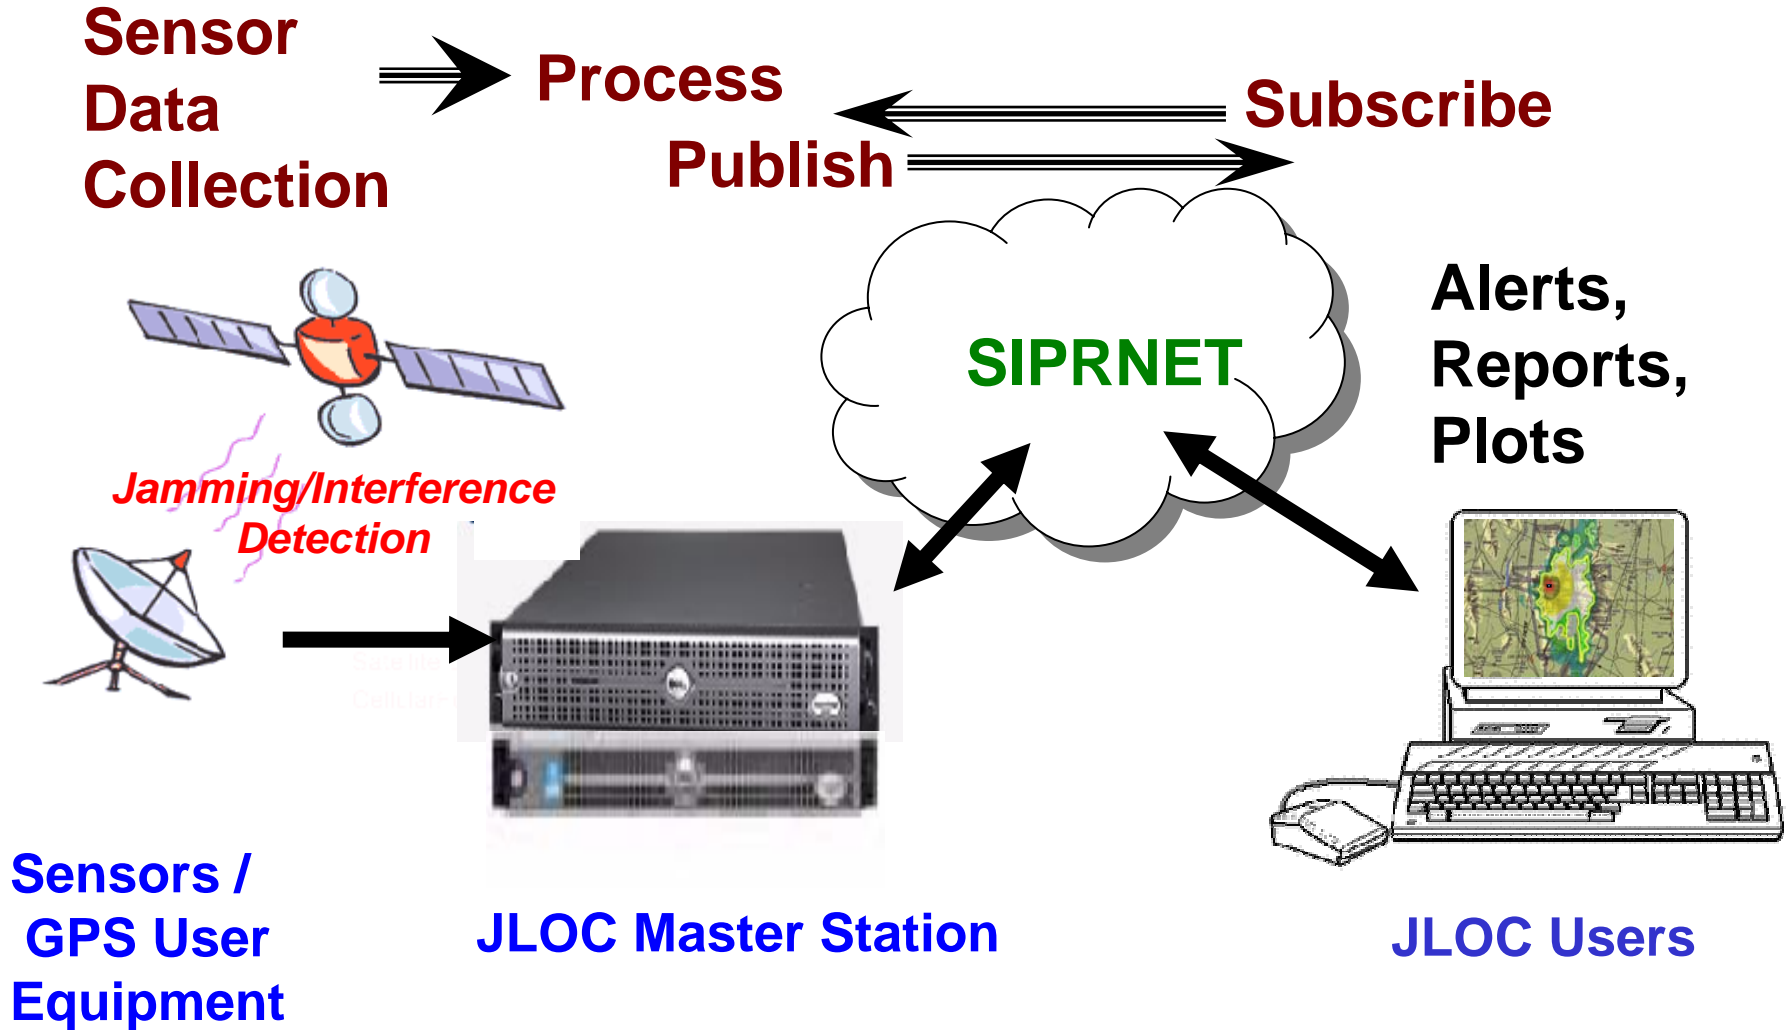 Sensor
Data
Collection
Process
Publish
Subscribe
SIPRNET
Alerts,
Reports,
Plots
Jamming/Interference
Detection
Sensors /
GPS User
Equipment
JLOC Master Station
JLOC Users